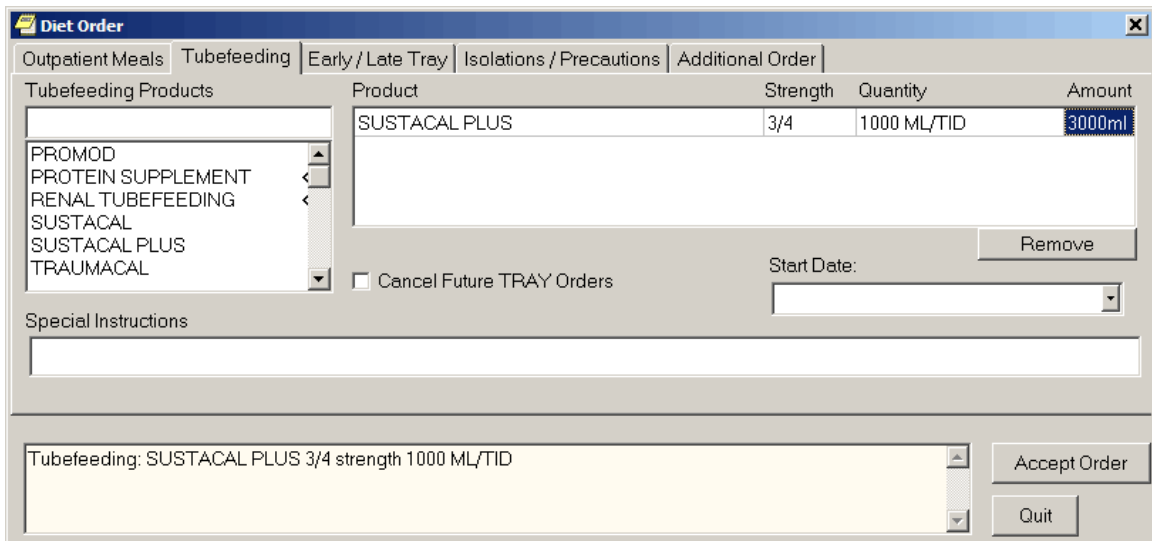 Diet Order
Outpatient Meals Tubefeeding Early / Late Tray Isolations / Precautions Additional Order
Tubefeeding Products Product Strength Quantity Amount
SUSTACAL PLUS 3/4 1000 ML/TID 3000ml
PROMOD
PROTEIN SUPPLEMENT <
RENAL TUBEFEEDING <
SUSTACAL
SUSTACAL PLUS
TRAUMACAL
Remove
Cancel Future TRAY Orders
Start Date:
Special Instructions
Tubefeeding: SUSTACAL PLUS 3/4 strength 1000 ML/TID
Accept Order
Quit